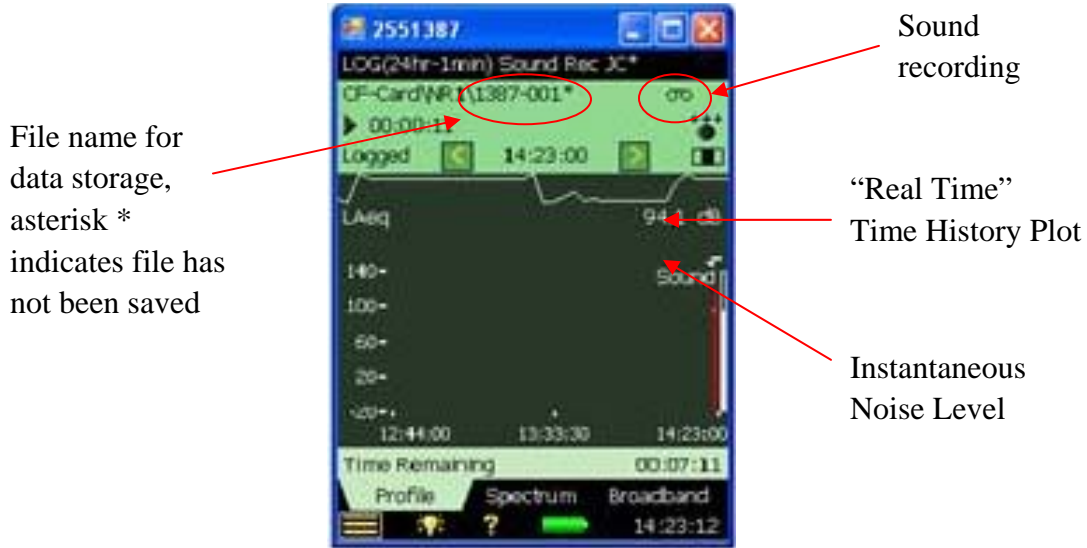 File name for
data storage,
asterisk *
indicates file has
not been saved
2551387
LOG(24hr-1min) Sound Rec JC*
CF-Card\NR1\1387-001*
00:00:11
Logged 14:23:00
LAeq 94.1 dB
140
Sound
100
60
20
-20
12:44:00 13:33:30 14:23:00
Time Remaining 00:07:11
Profile Spectrum Broadband
? 14:23:12
Sound
recording
“Real Time”
Time History Plot
Instantaneous
Noise Level